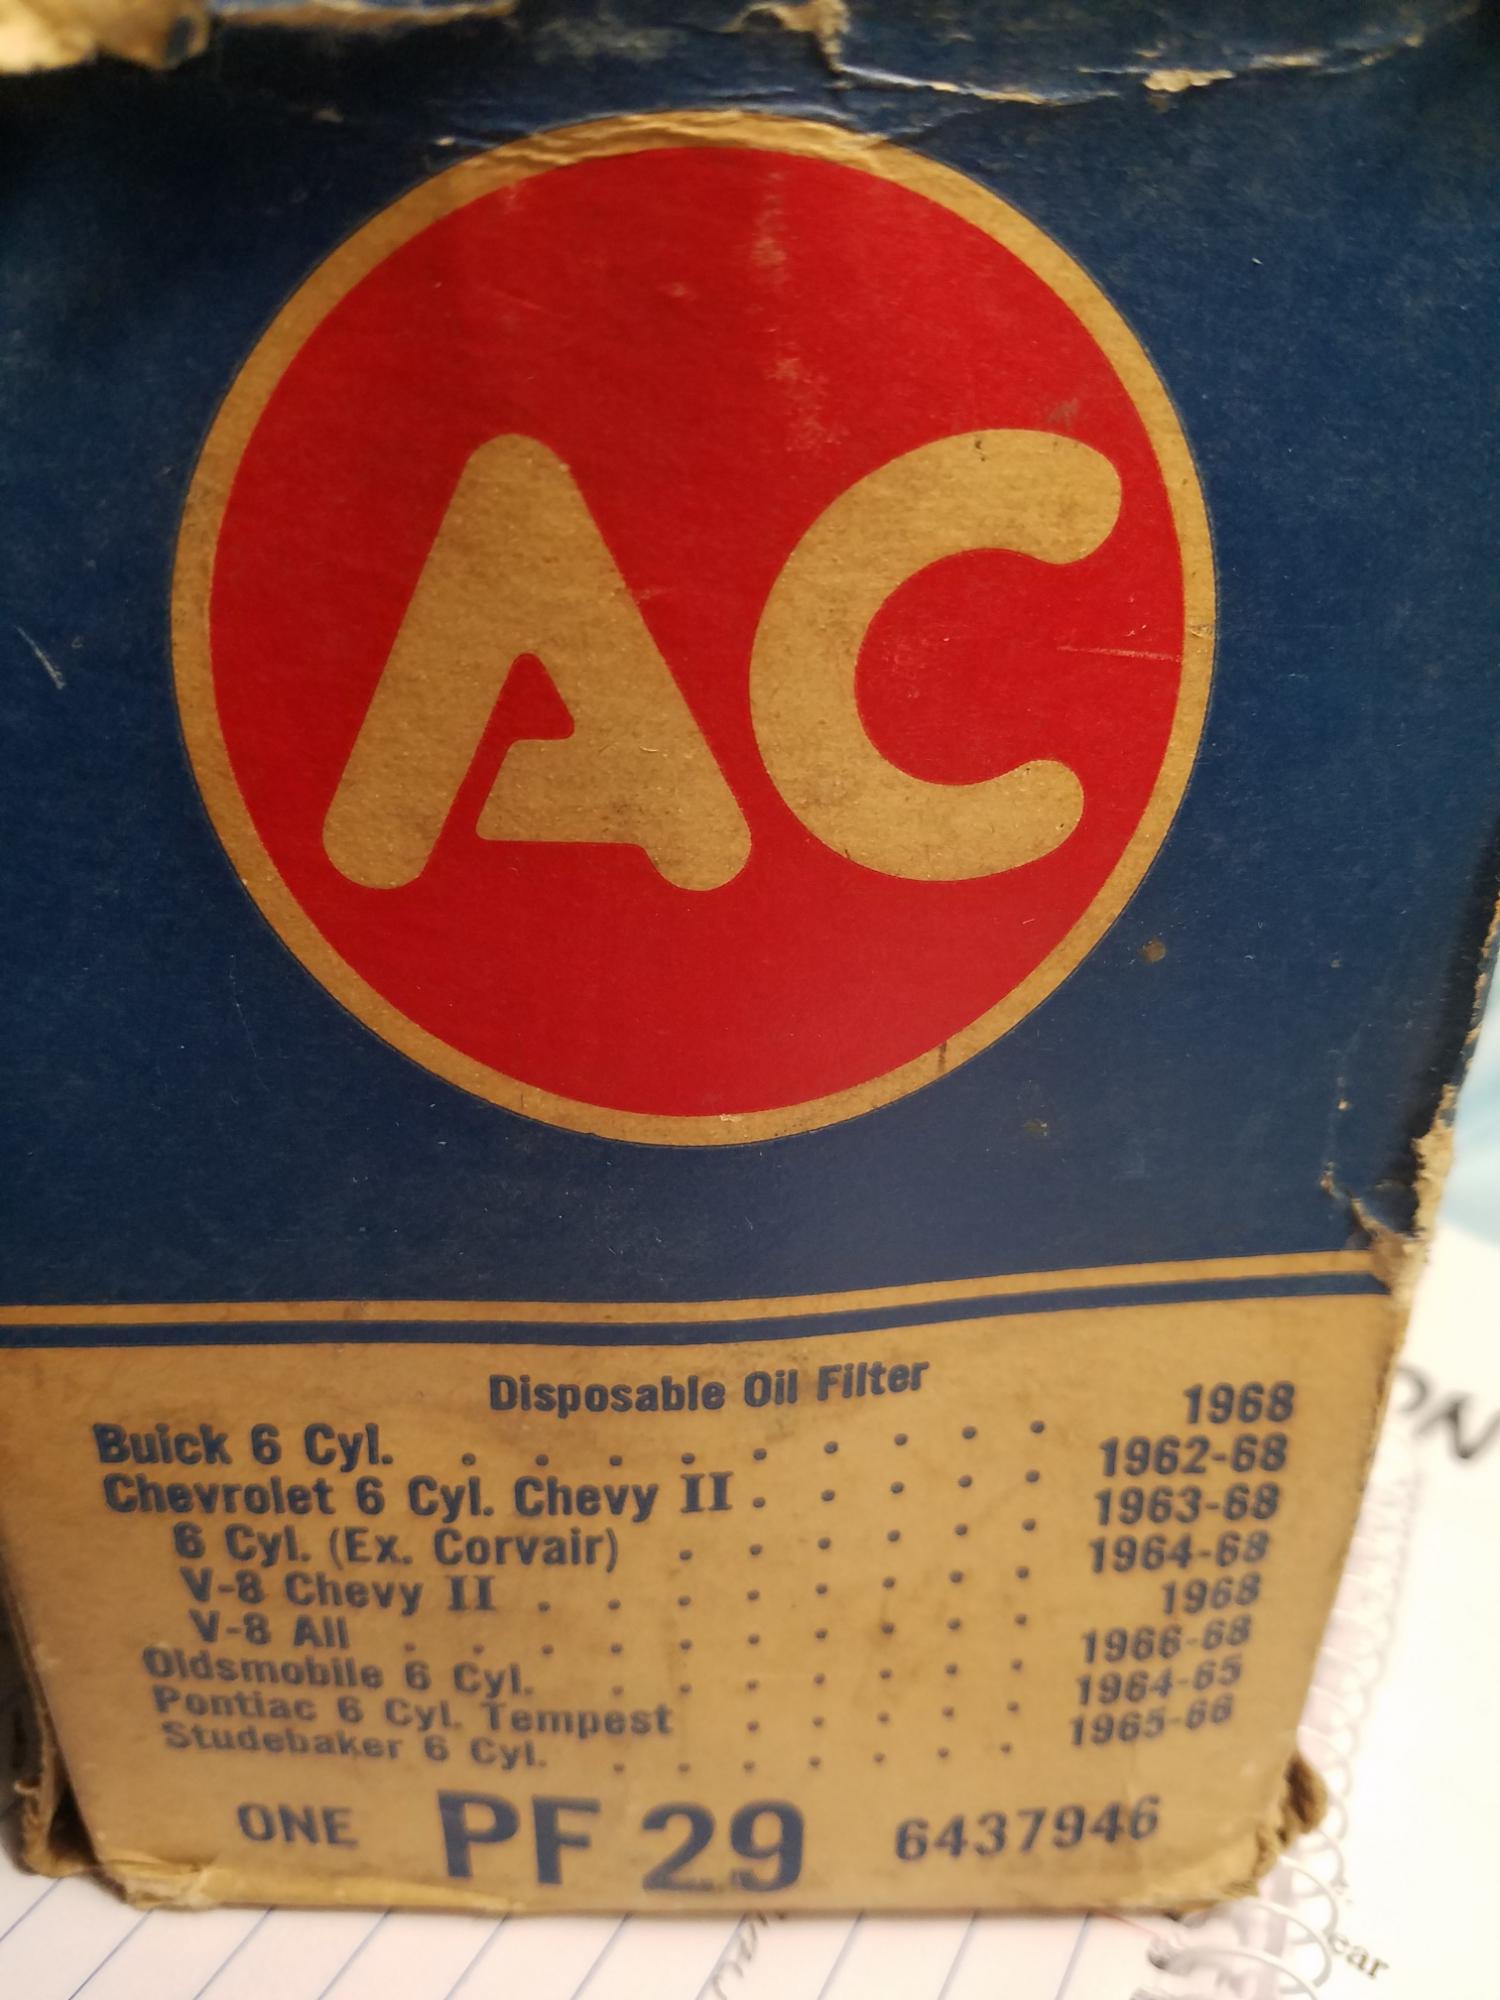 AC
Disposable Oil Filter
Buick 6 Cyl. . . . . . . . . . 1968
Chevrolet 6 Cyl. Chevy II . . . . . 1962-68
6 Cyl. (Ex. Corvair) . . . . . . 1963-68
V-8 Chevy II . . . . . . . . 1964-68
V-8 All . . . . . . . . . . 1968
Oldsmobile 6 Cyl. . . . . . . . 1966-68
Pontiac 6 Cyl. Tempest . . . . . 1964-65
Studebaker 6 Cyl. . . . . . . . 1965-66
ONE PF 29 6437946
ON
ear